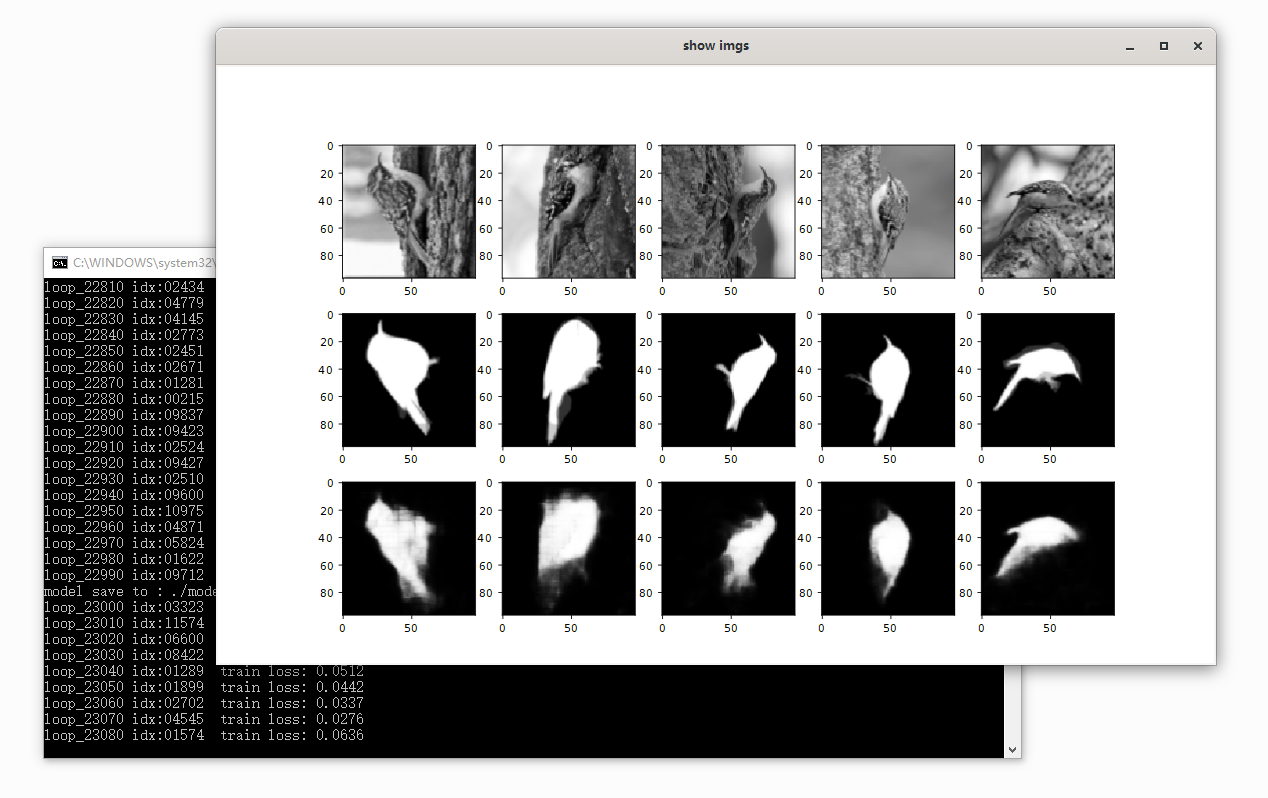 show imgs
0 0 0 0 0
20 20 20 20 20
40 40 40 40 40
60 60 60 60 60
80 80 80 80 80
0 50 0 50 0 50 0 50 0 50
0 0 0 0 0
20 20 20 20 20
40 40 40 40 40
60 60 60 60 60
80 80 80 80 80
0 50 0 50 0 50 0 50 0 50
0 0 0 0 0
20 20 20 20 20
40 40 40 40 40
60 60 60 60 60
80 80 80 80 80
0 50 0 50 0 50 0 50 0 50
C:\WINDOWS\system32\
loop_22810 idx:02434
loop_22820 idx:04779
loop_22830 idx:04145
loop_22840 idx:02773
loop_22850 idx:02451
loop_22860 idx:02671
loop_22870 idx:01281
loop_22880 idx:00215
loop_22890 idx:09837
loop_22900 idx:09423
loop_22910 idx:02524
loop_22920 idx:09427
loop_22930 idx:02510
loop_22940 idx:09600
loop_22950 idx:10975
loop_22960 idx:04871
loop_22970 idx:05824
loop_22980 idx:01622
loop_22990 idx:09712
model save to : ./mode
loop_23000 idx:03323
loop_23010 idx:11574
loop_23020 idx:06600
loop_23030 idx:08422
loop_23040 idx:01289 train loss: 0.0512
loop_23050 idx:01899 train loss: 0.0442
loop_23060 idx:02702 train loss: 0.0337
loop_23070 idx:04545 train loss: 0.0276
loop_23080 idx:01574 train loss: 0.0636